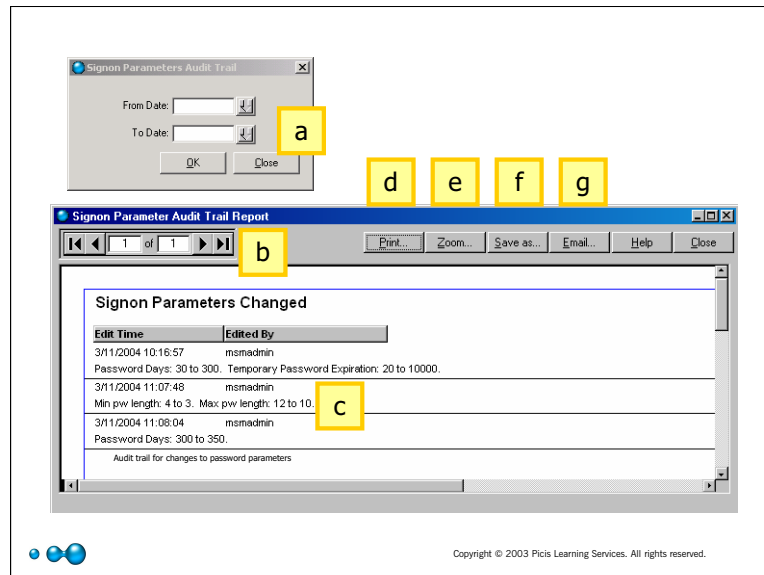 Signon Parameters Audit Trail
From Date:
To Date:
a
OK Close
d e f g
Signon Parameter Audit Trail Report
1 of 1
b
Print... Zoom... Save as... Email... Help Close
Signon Parameters Changed
Edit Time Edited By
3/11/2004 10:16:57 msmadmin
Password Days: 30 to 300. Temporary Password Expiration: 20 to 10000.
3/11/2004 11:07:48 msmadmin
Min pw length: 4 to 3. Max pw length: 12 to 10.
c
3/11/2004 11:08:04 msmadmin
Password Days: 300 to 350.
Audit trail for changes to password parameters
Copyright © 2003 Picis Learning Services. All rights reserved.